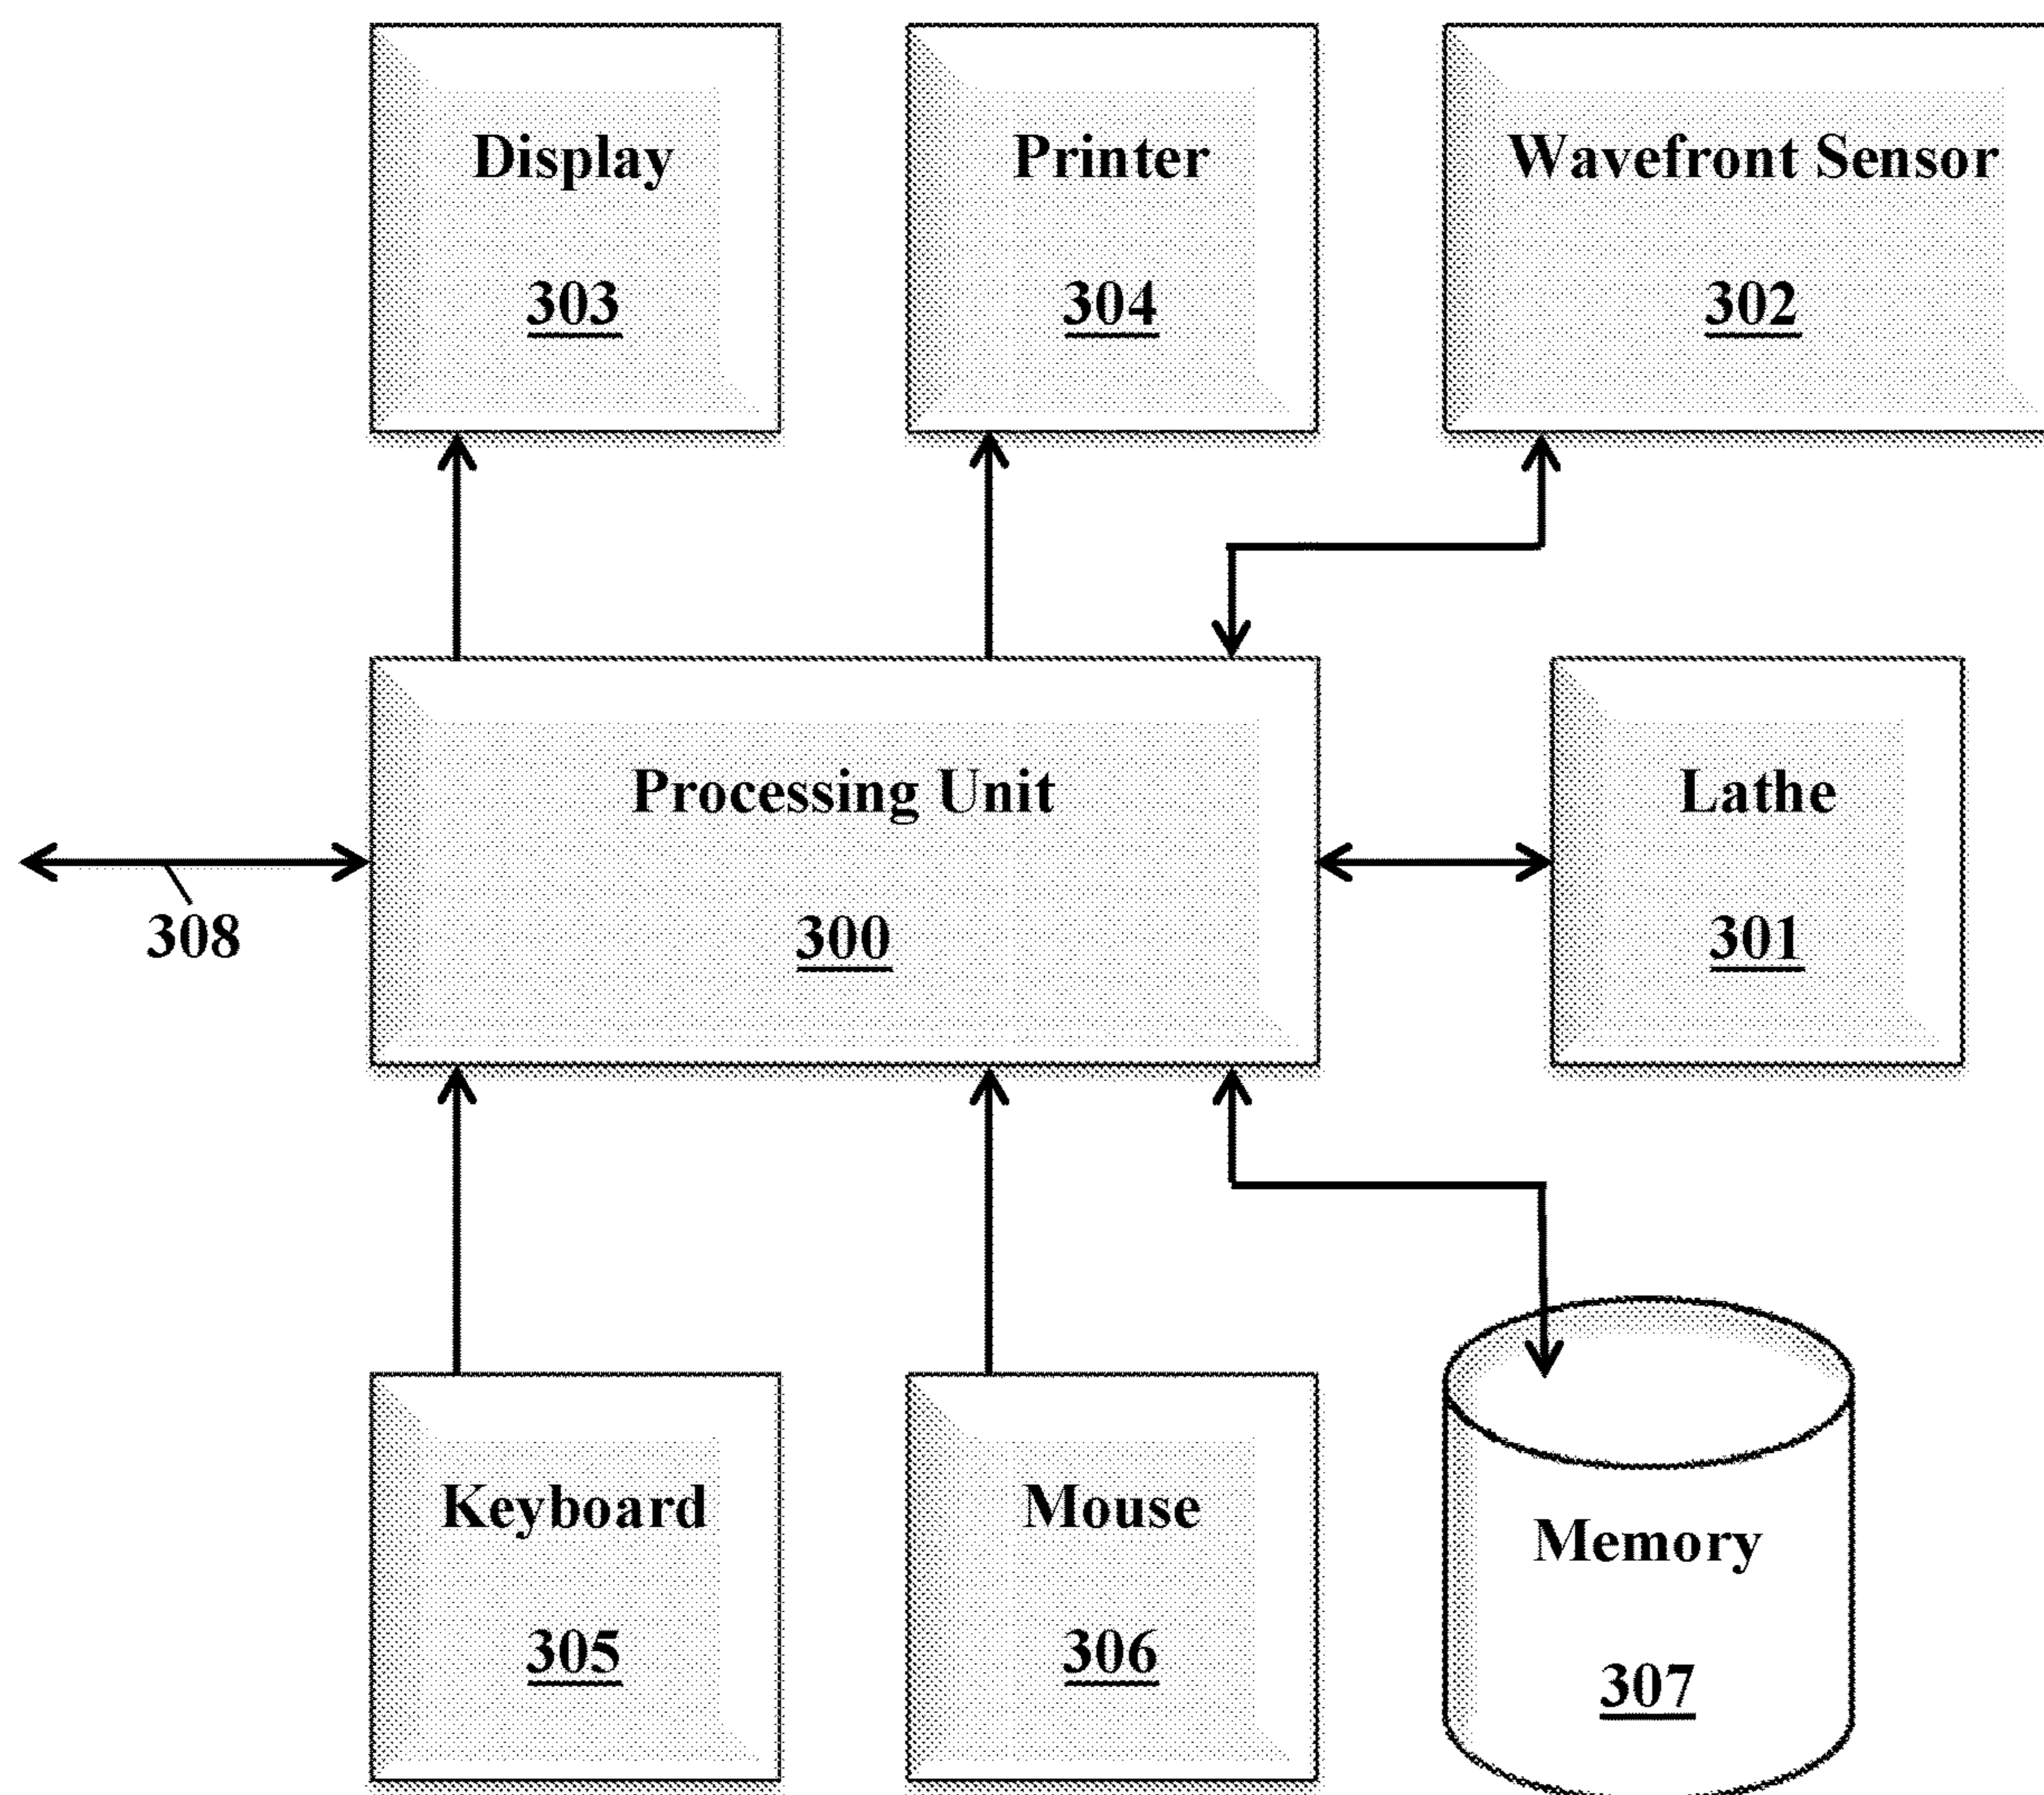 Display
303
Printer
304
Wavefront Sensor
302
Processing Unit
300
Lathe
301
308
Keyboard
305
Mouse
306
Memory
307